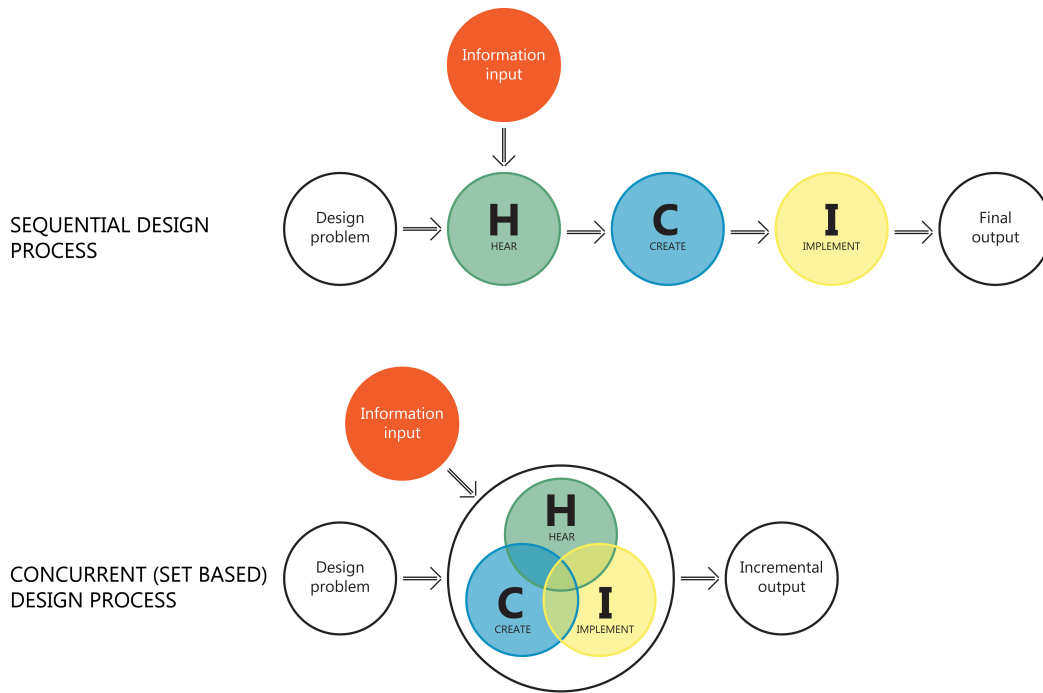 Information
input
SEQUENTIAL DESIGN
PROCESS
Design
problem
H
HEAR
C
CREATE
I
IMPLEMENT
Final
output
Information
input
CONCURRENT (SET BASED)
DESIGN PROCESS
Design
problem
H
HEAR
C
CREATE
I
IMPLEMENT
Incremental
output